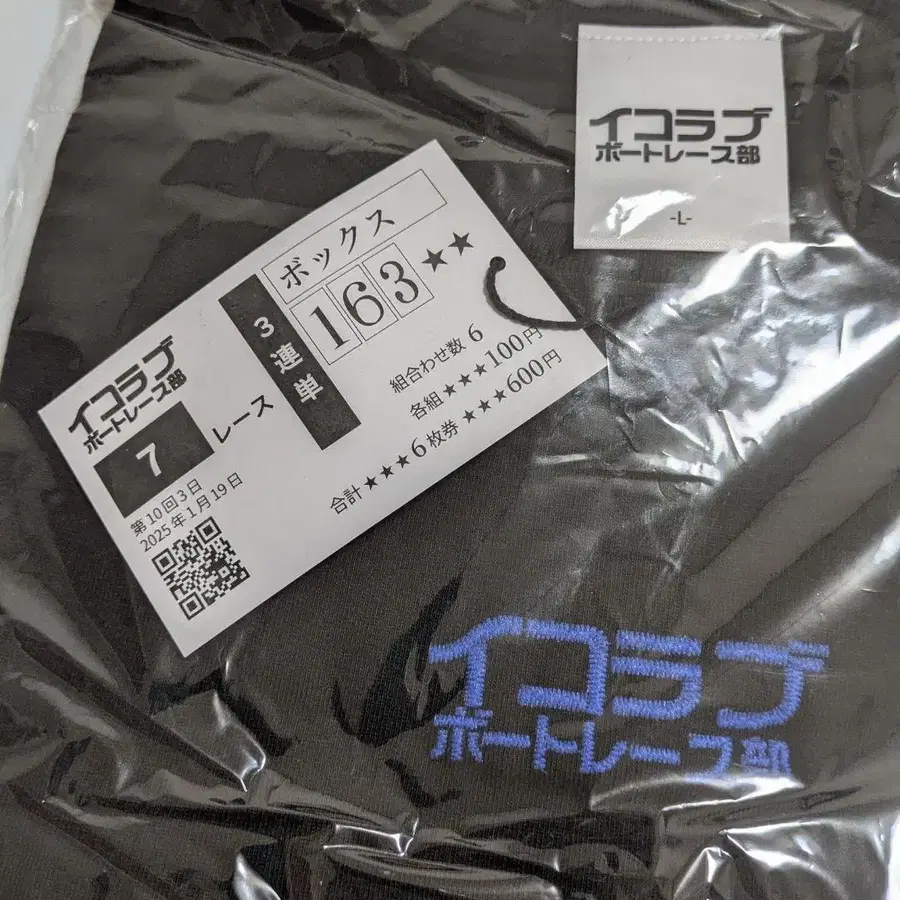 イコラブ
ボートレース部
-L-
ボックス
163★★
3連単
イコラブ
ボートレース部
7
レース
第10回3日
2025年1月19日
組合わせ数 6
各組★★★100円
合計★★★6枚券 ★★★600円
イコラブ
ボートレース部